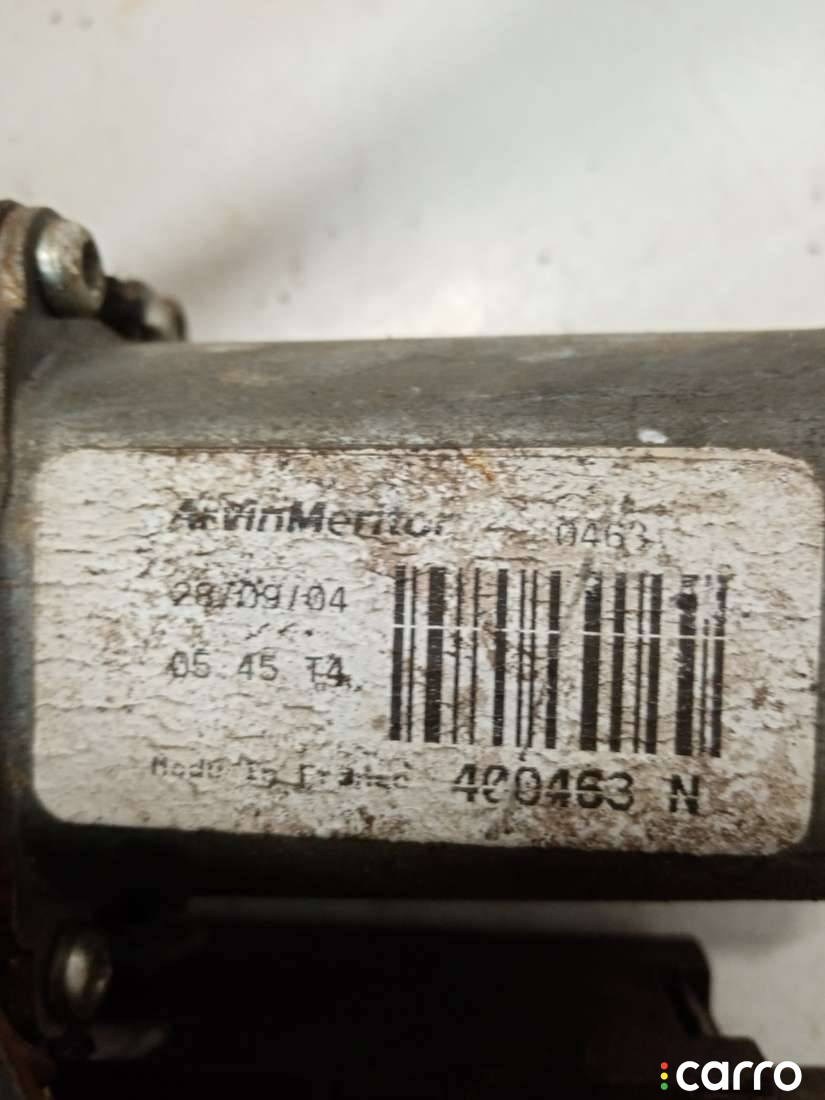 ArvinMeritor 0463
28/09/04
05 45 T4
Made in France 400463 N
carro